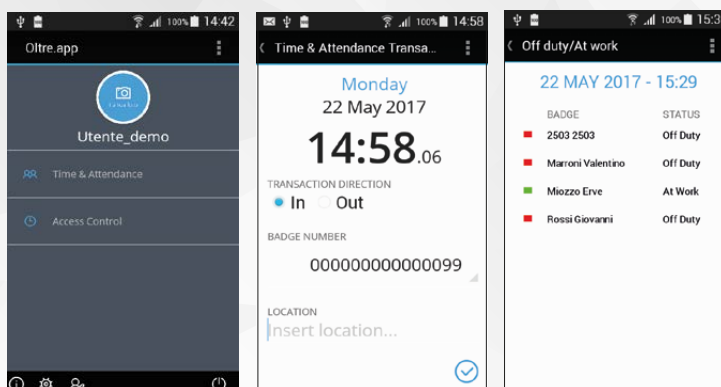 100% 14:42
Oltre.app
Utente_demo
Time & Attendance
Access Control
100% 14:58
Time & Attendance Transa...
Monday
22 May 2017
14:58.06
TRANSACTION DIRECTION
In Out
BADGE NUMBER
000000000000099
LOCATION
Insert location...
100% 15:3
Off duty/At work
22 MAY 2017 - 15:29
BADGE STATUS
2503 2503 Off Duty
Marroni Valentino Off Duty
Miozzo Erve At Work
Rossi Giovanni Off Duty